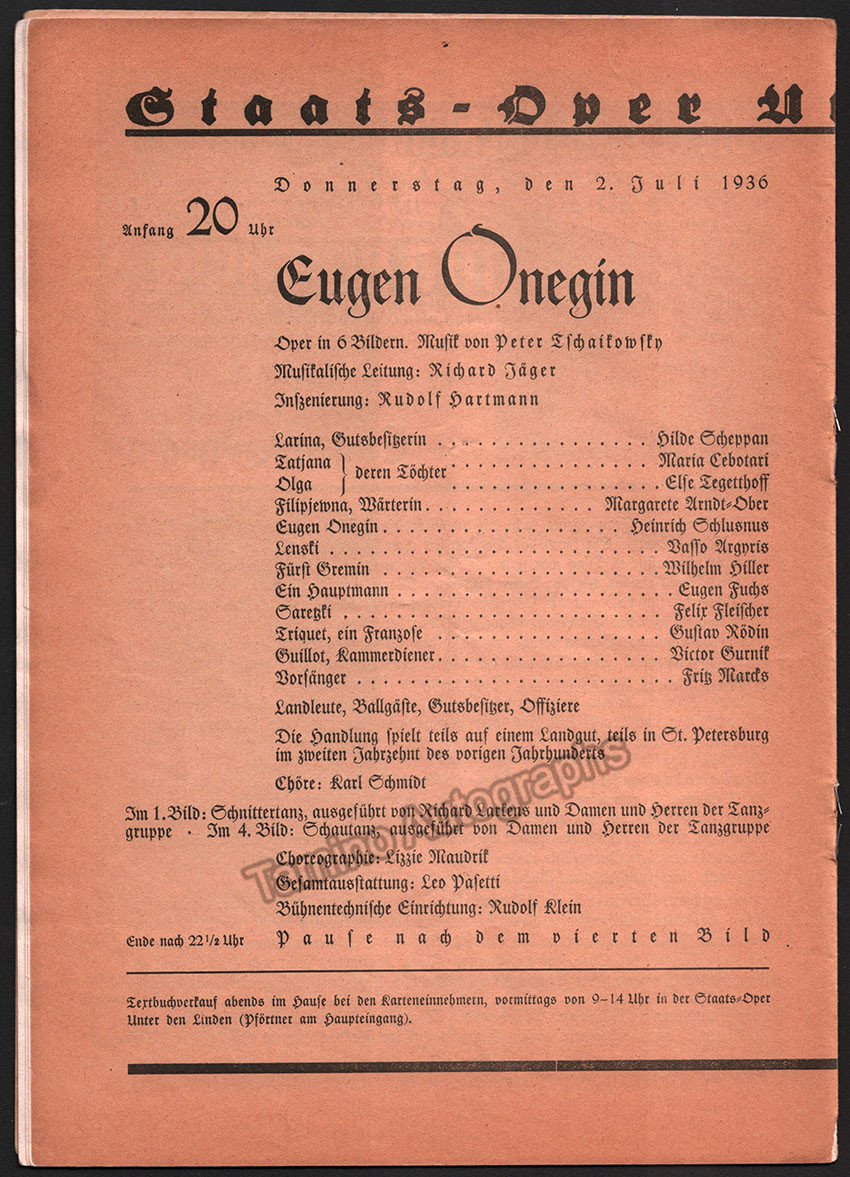 Staats-Oper U
Donnerstag, den 2. Juli 1936
Anfang 20 Uhr
Eugen Onegin
Oper in 6 Bildern. Musik von Peter Tschaikowsky
Musikalische Leitung: Richard Jäger
Inszenierung: Rudolf Hartmann
Larina, Gutsbesitzerin . . . . . . . . . . . . . . . . . Hilde Scheppan
Tatjana } deren Töchter . . . . . . . . . . . . . . . . Maria Cebotari
Olga } . . . . . . . . . . . . . . . . Else Tegetthoff
Filipjewna, Wärterin . . . . . . . . . . . . . . Margarete Arndt-Ober
Eugen Onegin . . . . . . . . . . . . . . . . . . . Heinrich Schlusnus
Lenski . . . . . . . . . . . . . . . . . . . . . . . . . . Vasso Argyris
Fürst Gremin . . . . . . . . . . . . . . . . . . . . . . Wilhelm Hiller
Ein Hauptmann . . . . . . . . . . . . . . . . . . . . . . Eugen Fuchs
Saretzki . . . . . . . . . . . . . . . . . . . . . . . . . Felix Fleischer
Triquet, ein Franzose . . . . . . . . . . . . . . . . . . Gustav Rödin
Guillot, Kammerdiener . . . . . . . . . . . . . . . . . . Victor Gurnik
Vorsänger . . . . . . . . . . . . . . . . . . . . . . . . . Fritz Marcks
Landleute, Ballgäste, Gutsbesitzer, Offiziere
Die Handlung spielt teils auf einem Landgut, teils in St. Petersburg
im zweiten Jahrzehnt des vorigen Jahrhunderts
Chöre: Karl Schmidt
Im 1. Bild: Schnittertanz, ausgeführt von Richard Larkens und Damen und Herren der Tanz-
gruppe · Im 4. Bild: Schautanz, ausgeführt von Damen und Herren der Tanzgruppe
Choreographie: Lizzie Maudrik
Gesamtausstattung: Leo Pasetti
Bühnentechnische Einrichtung: Rudolf Klein
Ende nach 22 1/2 Uhr Pause nach dem vierten Bild
Textbuchverkauf abends im Hause bei den Karteneinnehmern, vormittags von 9–14 Uhr in der Staats-Oper
Unter den Linden (Pförtner am Haupteingang).
Tamino Autographs